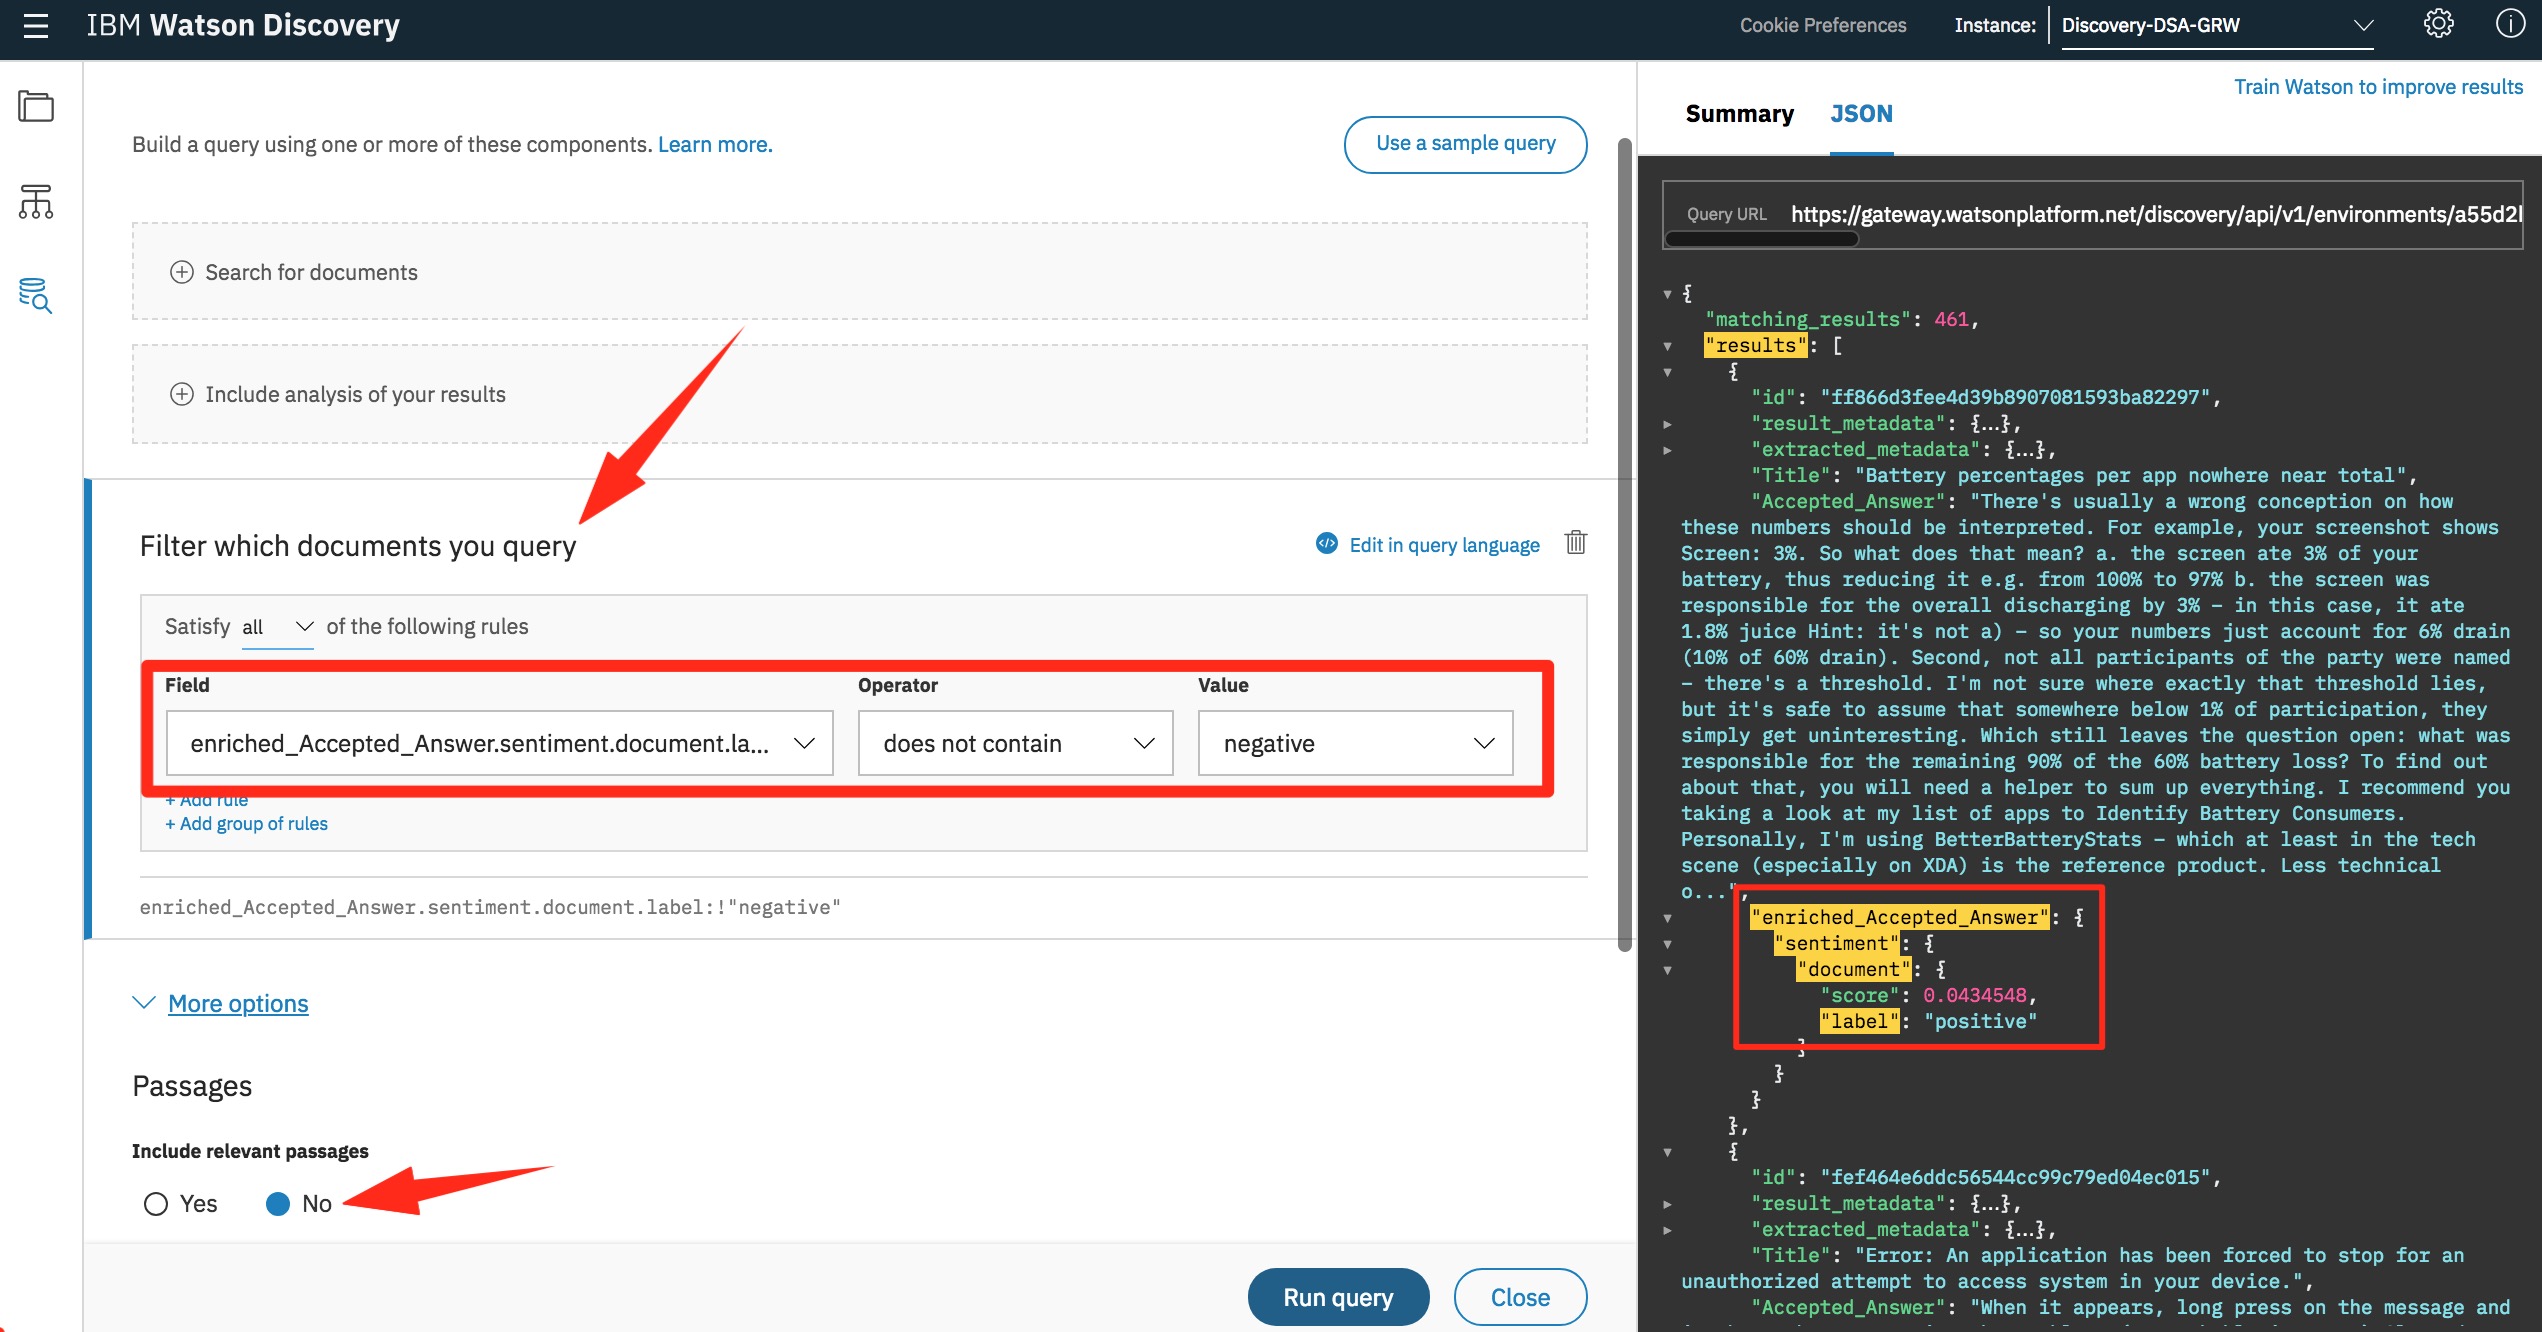 IBM Watson Discovery
Cookie Preferences
Instance:
Discovery-DSA-GRW
Build a query using one or more of these components. Learn more.
Use a sample query
Search for documents
Include analysis of your results
Filter which documents you query
Edit in query language
Satisfy all of the following rules
Field
Operator
Value
enriched_Accepted_Answer.sentiment.document.la...
does not contain
negative
+ Add rule
+ Add group of rules
enriched_Accepted_Answer.sentiment.document.label:!"negative"
More options
Passages
Include relevant passages
Yes
No
Run query
Close
Train Watson to improve results
Summary
JSON
Query URL https://gateway.watsonplatform.net/discovery/api/v1/environments/a55d2l
{
"matching_results": 461,
"results": [
{
"id": "ff866d3fee4d39b8907081593ba82297",
"result_metadata": {...},
"extracted_metadata": {...},
"Title": "Battery percentages per app nowhere near total",
"Accepted_Answer": "There's usually a wrong conception on how
these numbers should be interpreted. For example, your screenshot shows
Screen: 3%. So what does that mean? a. the screen ate 3% of your
battery, thus reducing it e.g. from 100% to 97% b. the screen was
responsible for the overall discharging by 3% – in this case, it ate
1.8% juice Hint: it's not a) – so your numbers just account for 6% drain
(10% of 60% drain). Second, not all participants of the party were named
– there's a threshold. I'm not sure where exactly that threshold lies,
but it's safe to assume that somewhere below 1% of participation, they
simply get uninteresting. Which still leaves the question open: what was
responsible for the remaining 90% of the 60% battery loss? To find out
about that, you will need a helper to sum up everything. I recommend you
taking a look at my list of apps to Identify Battery Consumers.
Personally, I'm using BetterBatteryStats – which at least in the tech
scene (especially on XDA) is the reference product. Less technical
o...",
"enriched_Accepted_Answer": {
"sentiment": {
"document": {
"score": 0.0434548,
"label": "positive"
}
}
}
},
{
"id": "fef464e6ddc56544cc99c79ed04ec015",
"result_metadata": {...},
"extracted_metadata": {...},
"Title": "Error: An application has been forced to stop for an
unauthorized attempt to access system in your device.",
"Accepted_Answer": "When it appears, long press on the message and